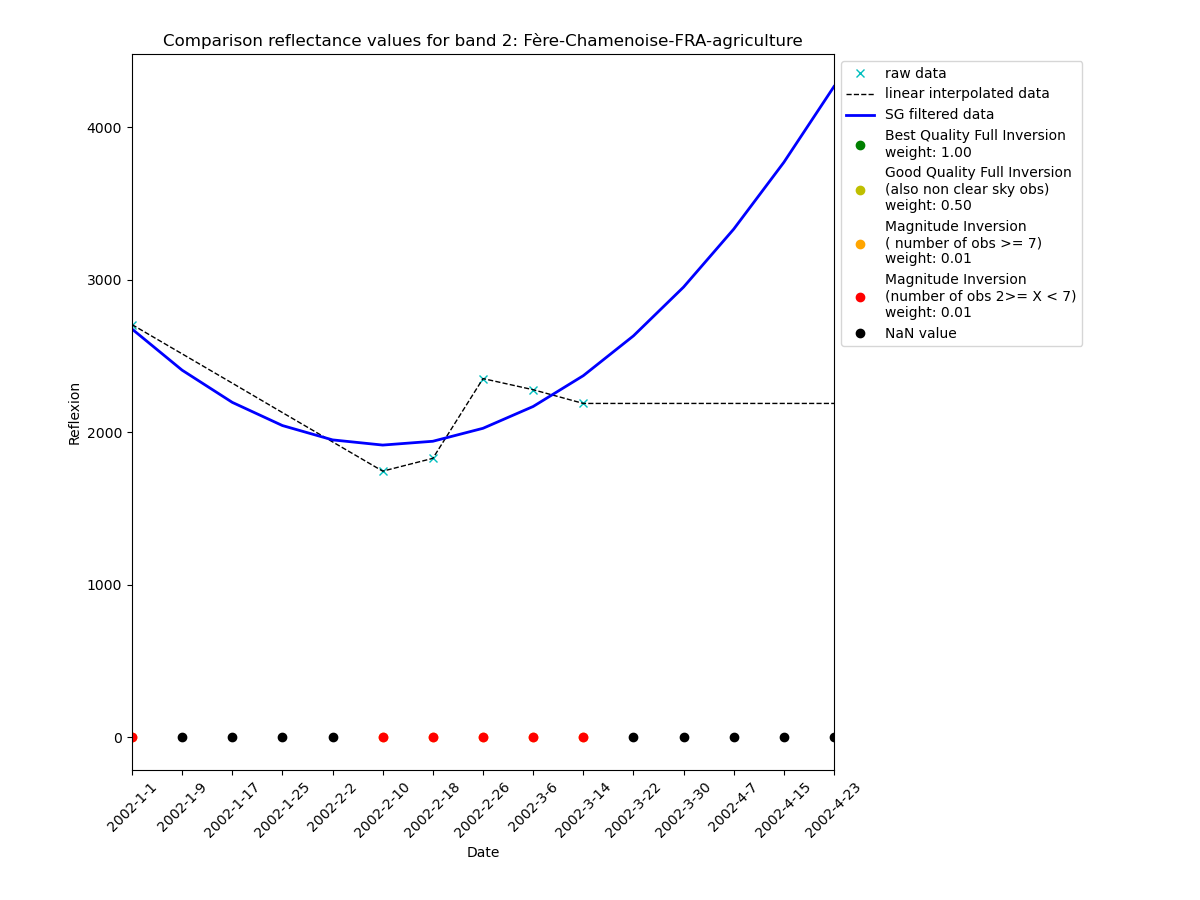 Comparison reflectance values for band 2: Fère-Chamenoise-FRA-agriculture
raw data
linear interpolated data
SG filtered data
Best Quality Full Inversion
weight: 1.00
Good Quality Full Inversion
(also non clear sky obs)
weight: 0.50
Magnitude Inversion
( number of obs >= 7)
weight: 0.01
Magnitude Inversion
(number of obs 2>= X < 7)
weight: 0.01
NaN value
Reflexion
4000
3000
2000
1000
0
2002-1-1
2002-1-9
2002-1-17
2002-1-25
2002-2-2
2002-2-10
2002-2-18
2002-2-26
2002-3-6
2002-3-14
2002-3-22
2002-3-30
2002-4-7
2002-4-15
2002-4-23
Date